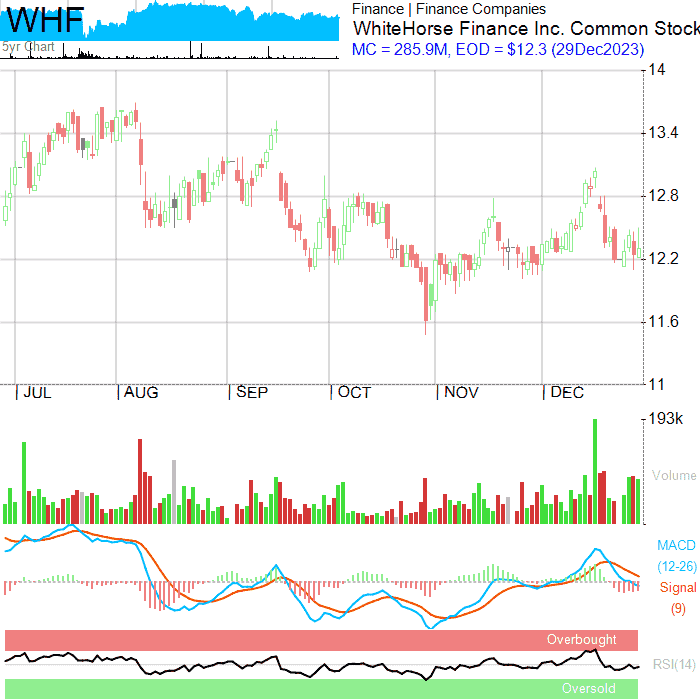 WHF
5yr Chart
Finance | Finance Companies
WhiteHorse Finance Inc. Common Stock
MC = 285.9M, EOD = $12.3 (29Dec2023)
14
13.4
12.8
12.2
11.6
11
|JUL |AUG |SEP |OCT |NOV |DEC
193k
Volume
MACD
(12-26)
Signal
(9)
Overbought
RSI(14)
Oversold